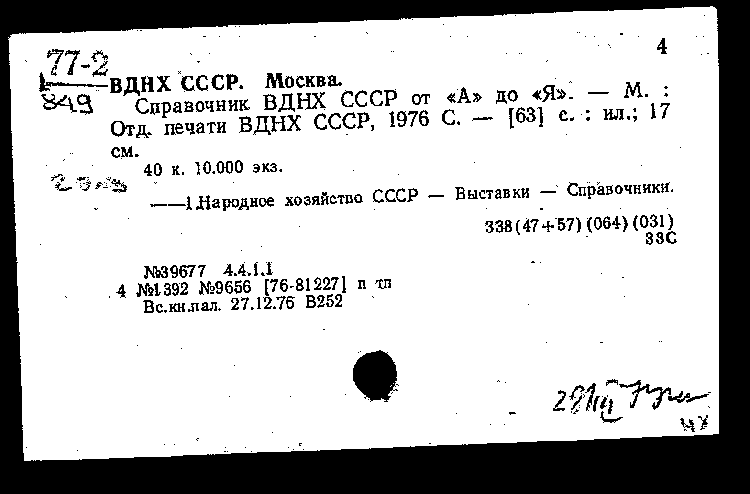 4
77-2
849
ВДНХ СССР. Москва.
Справочник ВДНХ СССР от «А» до «Я». — М. :
Отд. печати ВДНХ СССР, 1976 С. — [63] с. : ил.; 17
см.
40 к. 10.000 экз.
——1.Народное хозяйство СССР — Выставки — Справочники.
338(47+57)(064)(031)
33С
№39677 4.4.1.1
4 №1392 №9656 [76-81227] п тп
Вс.кн.пал. 27.12.76 В252
28/III